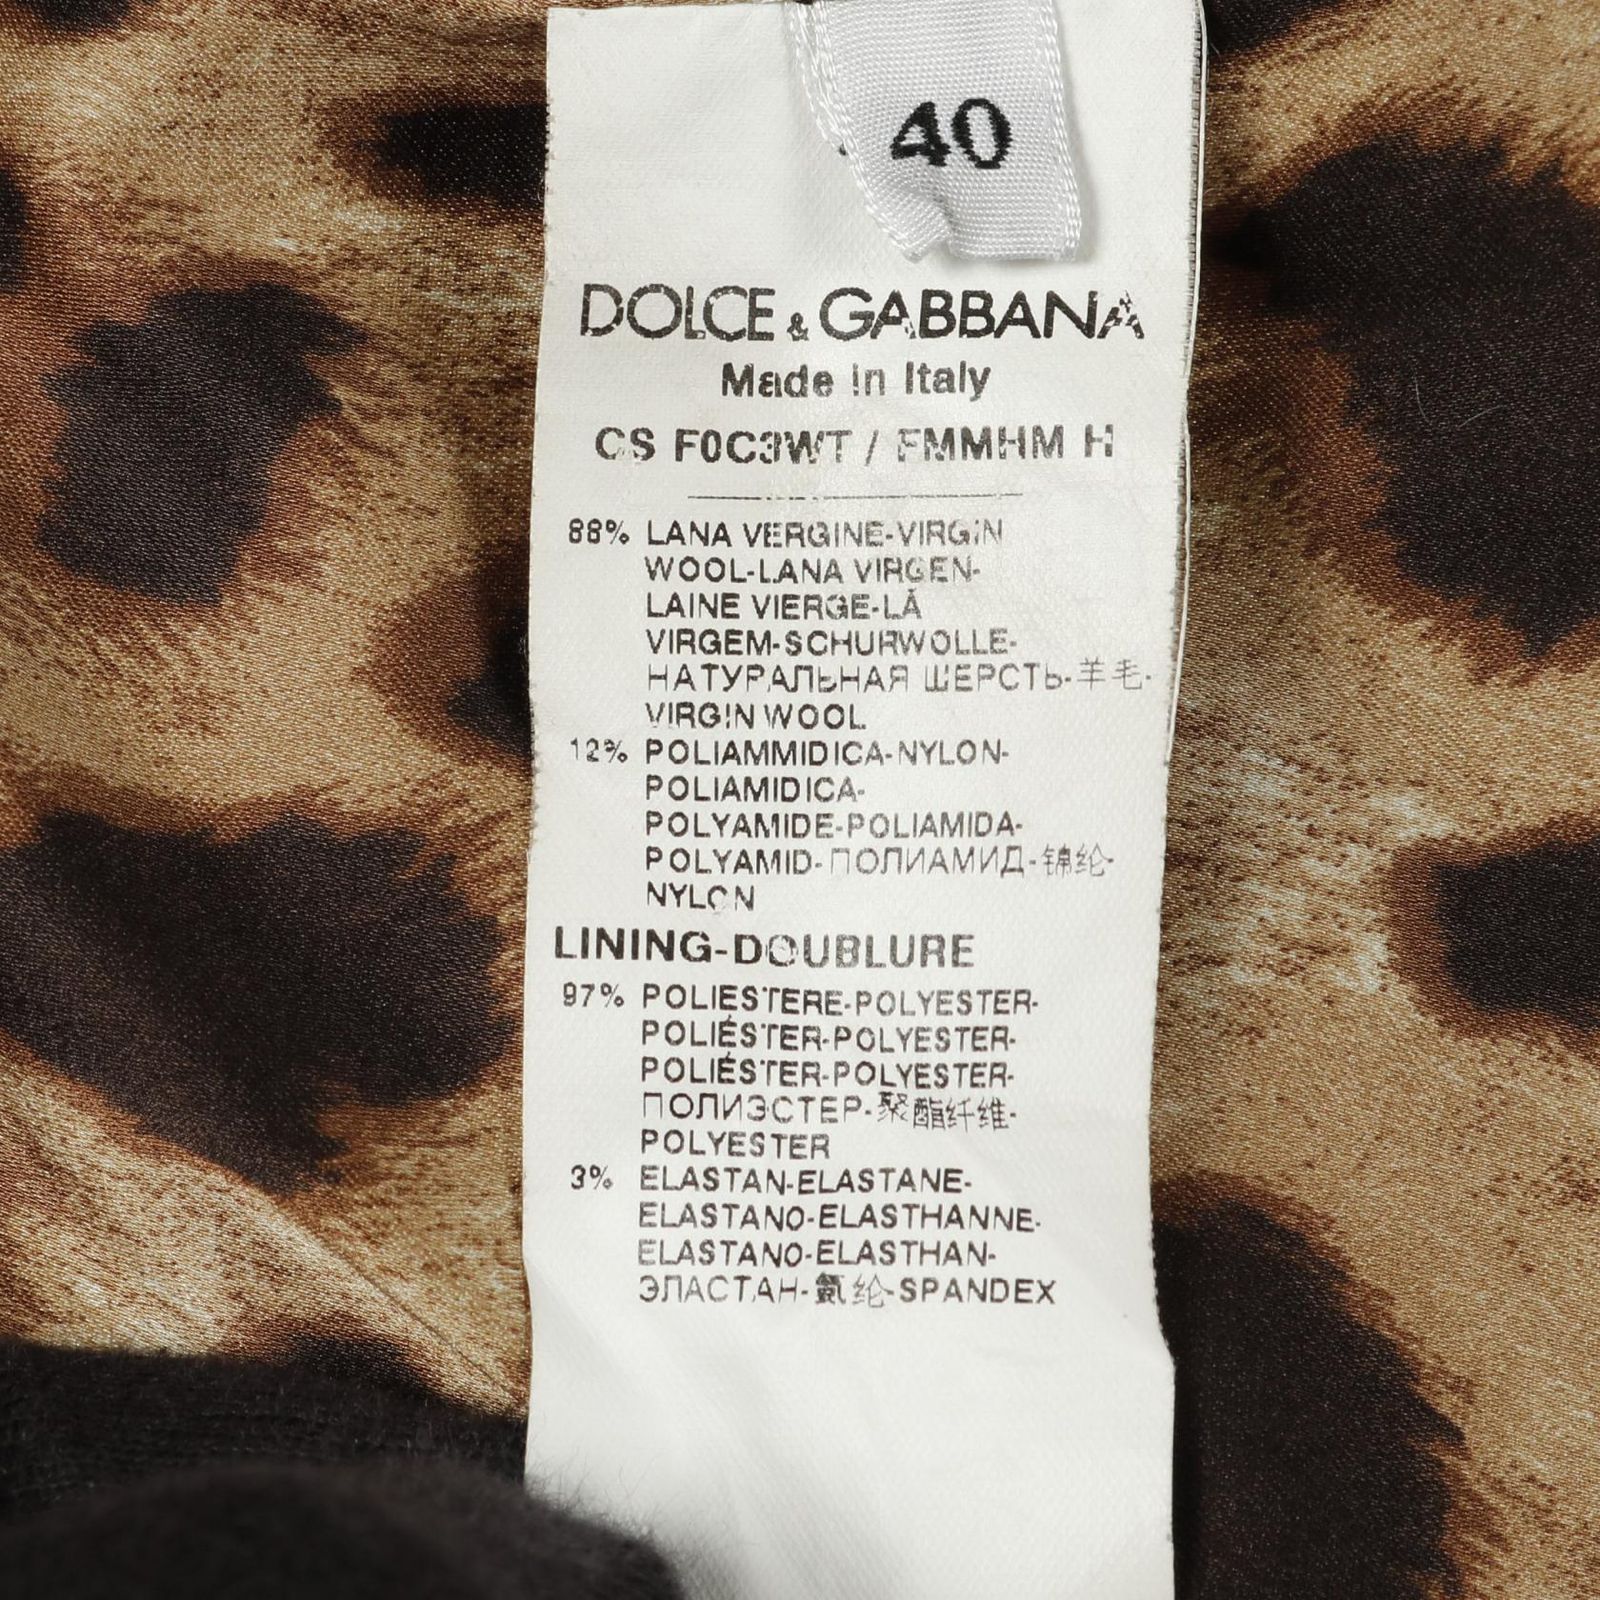 40
DOLCE & GABBANA
Made in Italy
CS F0C3WT / FMMHM H
88% LANA VERGINE-VIRGIN
WOOL-LANA VIRGEN-
LAINE VIERGE-LÃ
VIRGEM-SCHURWOLLE-
НАТУРАЛЬНАЯ ШЕРСТЬ-羊毛-
VIRGIN WOOL
12% POLIAMMIDICA-NYLON-
POLIAMIDICA-
POLYAMIDE-POLIAMIDA-
POLYAMID-ПОЛИАМИД-锦纶-
NYLON
LINING-DOUBLURE
97% POLIESTERE-POLYESTER-
POLIÉSTER-POLYESTER-
POLIÉSTER-POLYESTER-
ПОЛИЭСТЕР-聚酯纤维-
POLYESTER
3% ELASTAN-ELASTANE-
ELASTANO-ELASTHANNE-
ELASTANO-ELASTHAN-
ЭЛАСТАН-氨纶-SPANDEX